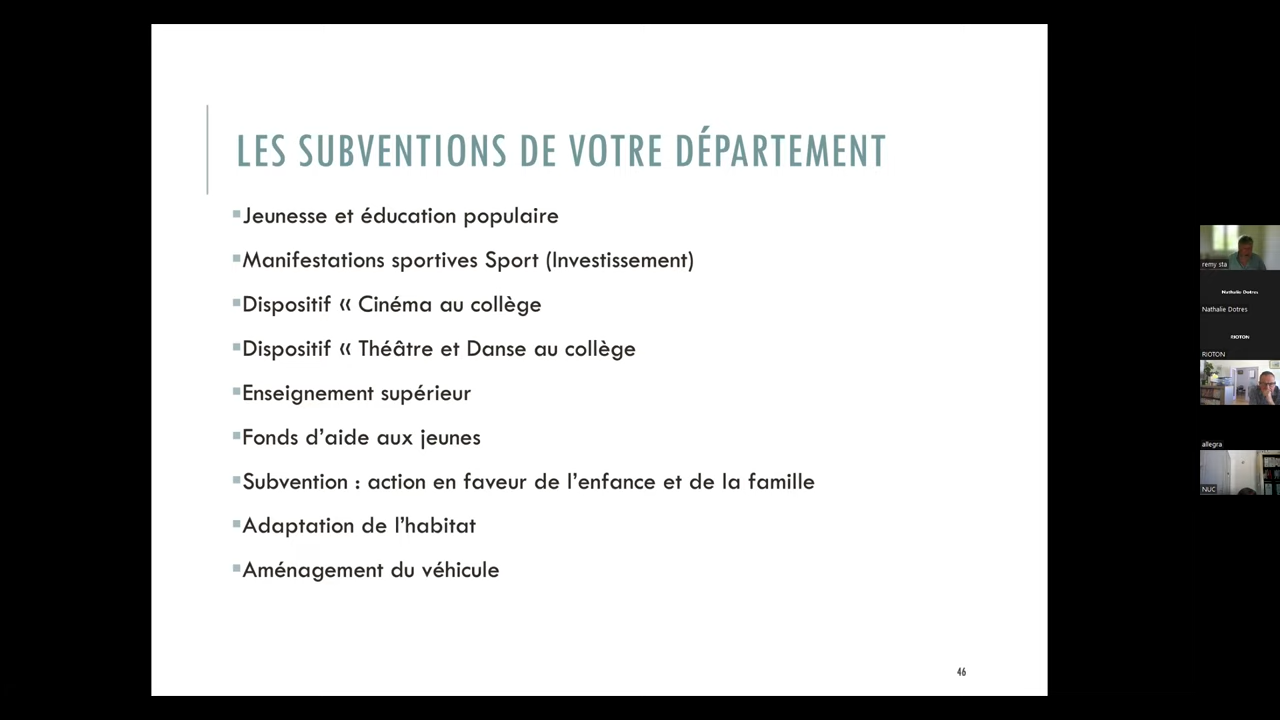 LES SUBVENTIONS DE VOTRE DÉPARTEMENT
Jeunesse et éducation populaire
Manifestations sportives Sport (Investissement)
Dispositif « Cinéma au collège
Dispositif « Théâtre et Danse au collège
Enseignement supérieur
Fonds d’aide aux jeunes
Subvention : action en faveur de l’enfance et de la famille
Adaptation de l’habitat
Aménagement du véhicule
46
remy sta
Nathalie Dotres
Nathalie Dotres
RIOTON
RIOTON
allegra
NUC